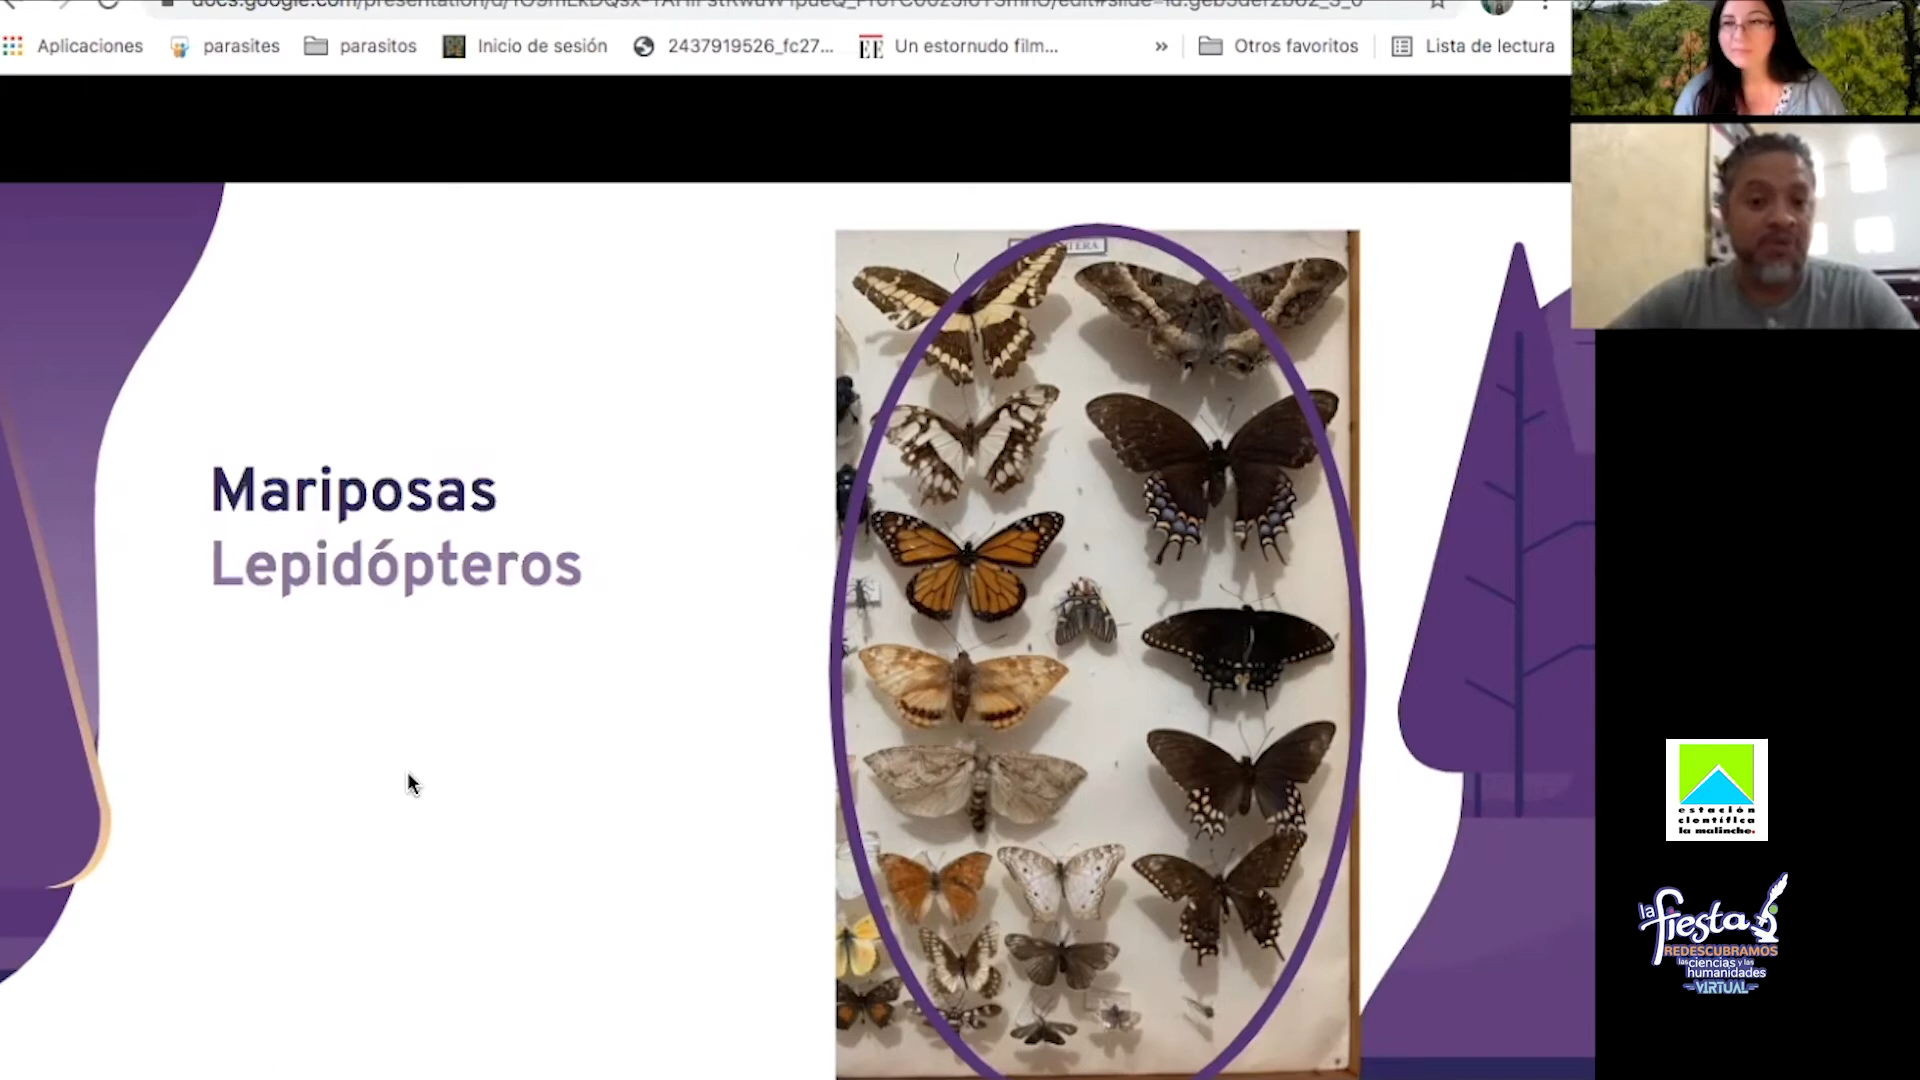 Aplicaciones
parasites
parasitos
Inicio de sesión
2437919526_fc27...
EE
Un estornudo film...
»
Otros favoritos
Lista de lectura
Mariposas
Lepidópteros
estación
científica
la malinche.
la
fiesta
REDESCUBRAMOS
las ciencias y las
humanidades
VIRTUAL